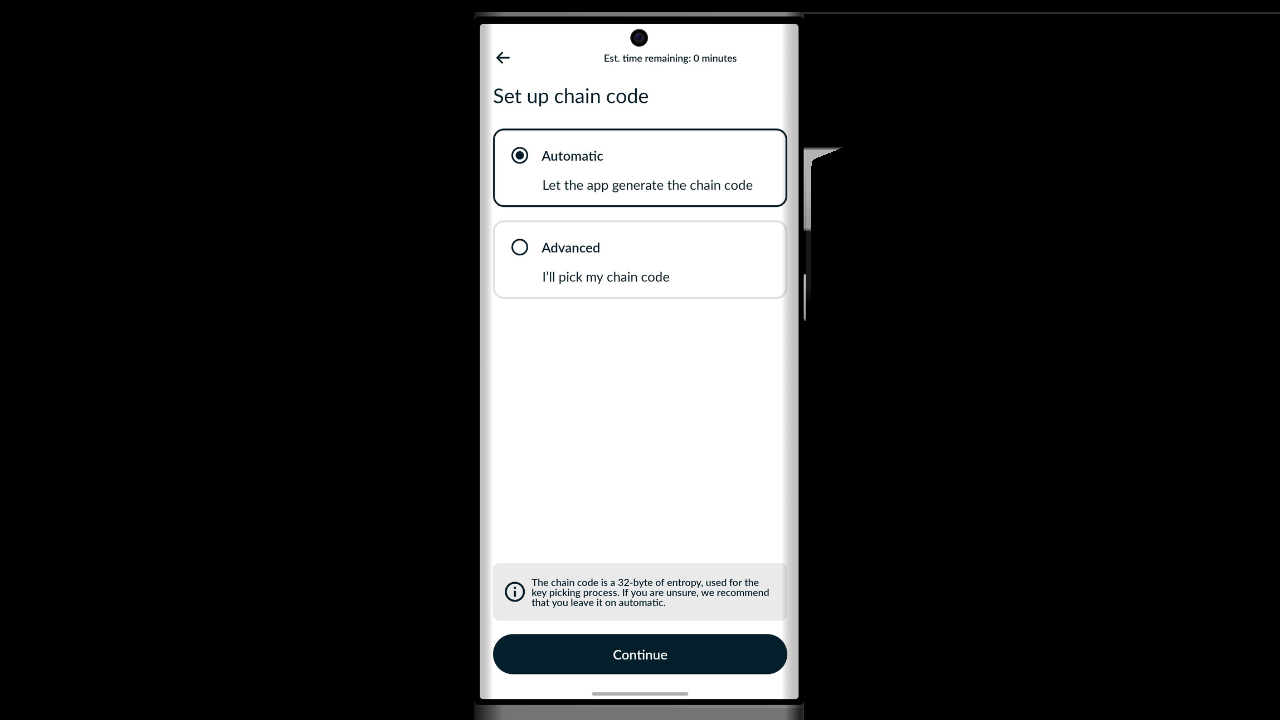 Est. time remaining: 0 minutes
Set up chain code
Automatic
Let the app generate the chain code
Advanced
I'll pick my chain code
The chain code is a 32-byte of entropy, used for the
key picking process. If you are unsure, we recommend
that you leave it on automatic.
Continue